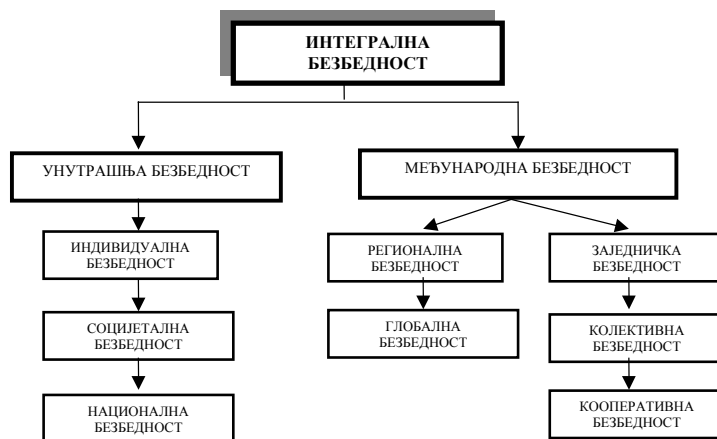 ИНТЕГРАЛНА
БЕЗБЕДНОСТ
УНУТРАШЊА БЕЗБЕДНОСТ
МЕЂУНАРОДНА БЕЗБЕДНОСТ
ИНДИВИДУАЛНА
БЕЗБЕДНОСТ
РЕГИОНАЛНА
БЕЗБЕДНОСТ
ЗАЈЕДНИЧКА
БЕЗБЕДНОСТ
СОЦИЈЕТАЛНА
БЕЗБЕДНОСТ
ГЛОБАЛНА
БЕЗБЕДНОСТ
КОЛЕКТИВНА
БЕЗБЕДНОСТ
НАЦИОНАЛНА
БЕЗБЕДНОСТ
КООПЕРАТИВНА
БЕЗБЕДНОСТ